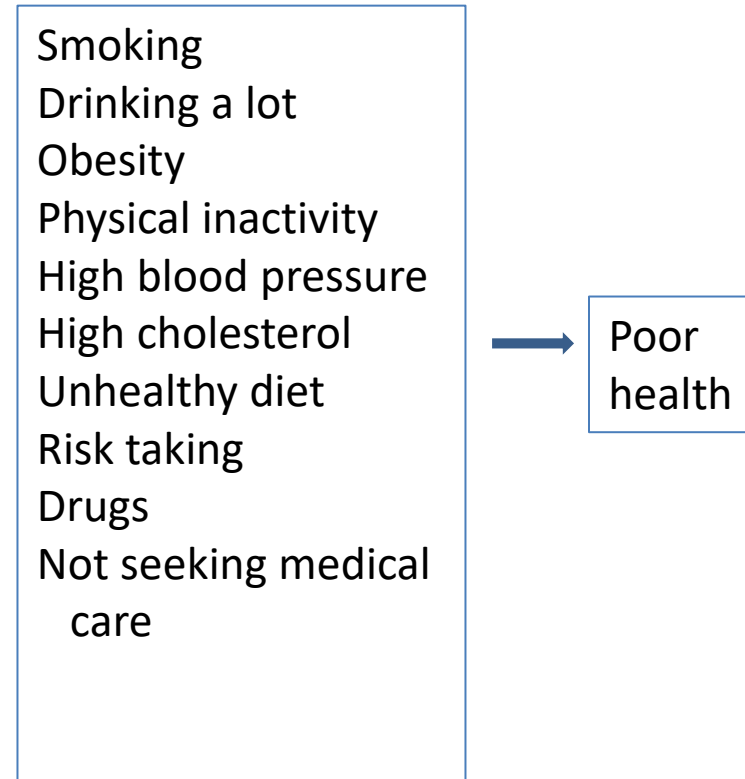 Smoking
Drinking a lot
Obesity
Physical inactivity
High blood pressure
High cholesterol
Unhealthy diet
Risk taking
Drugs
Not seeking medical
care
Poor
health